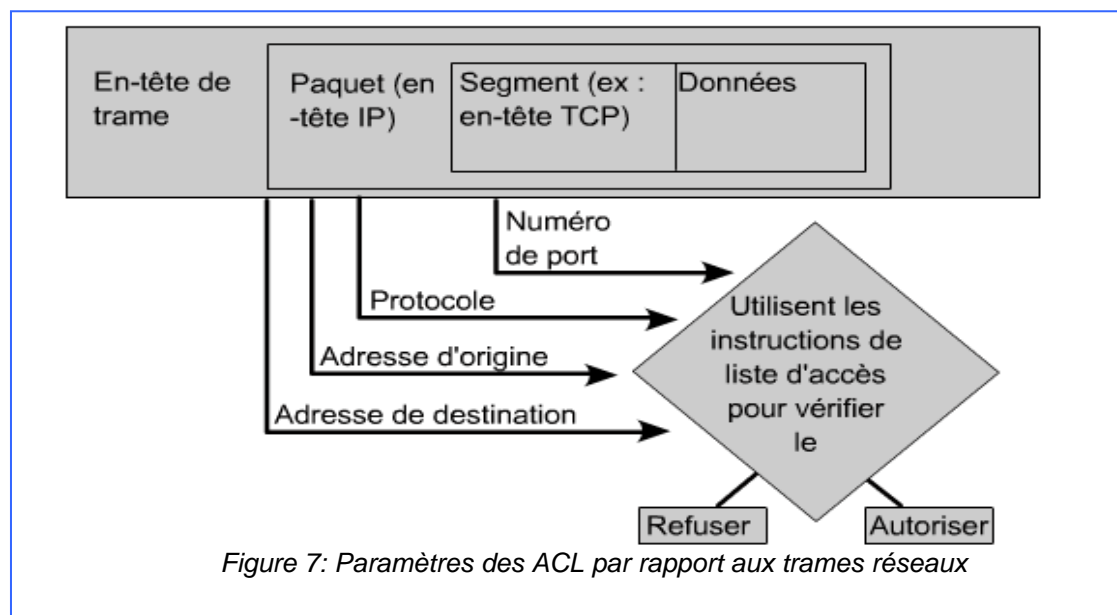 En-tête de
trame
Paquet (en
-tête IP)
Segment (ex :
en-tête TCP)
Données
Numéro
de port
Protocole
Adresse d'origine
Adresse de destination
Utilisent les
instructions de
liste d'accès
pour vérifier
le
Refuser
Autoriser
Figure 7: Paramètres des ACL par rapport aux trames réseaux